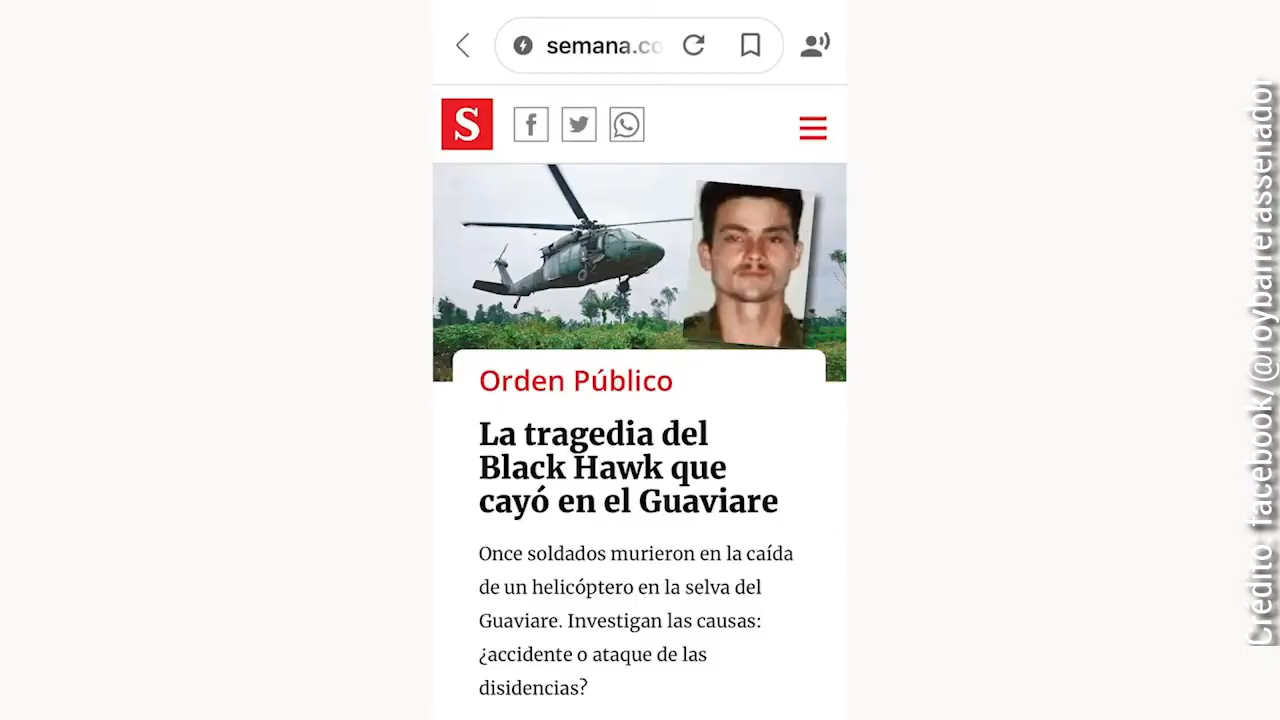 semana.co
S
Orden Público
La tragedia del
Black Hawk que
cayó en el Guaviare
Once soldados murieron en la caída
de un helicóptero en la selva del
Guaviare. Investigan las causas:
¿accidente o ataque de las
disidencias?
Crédito: facebook/@roybarrerassenador